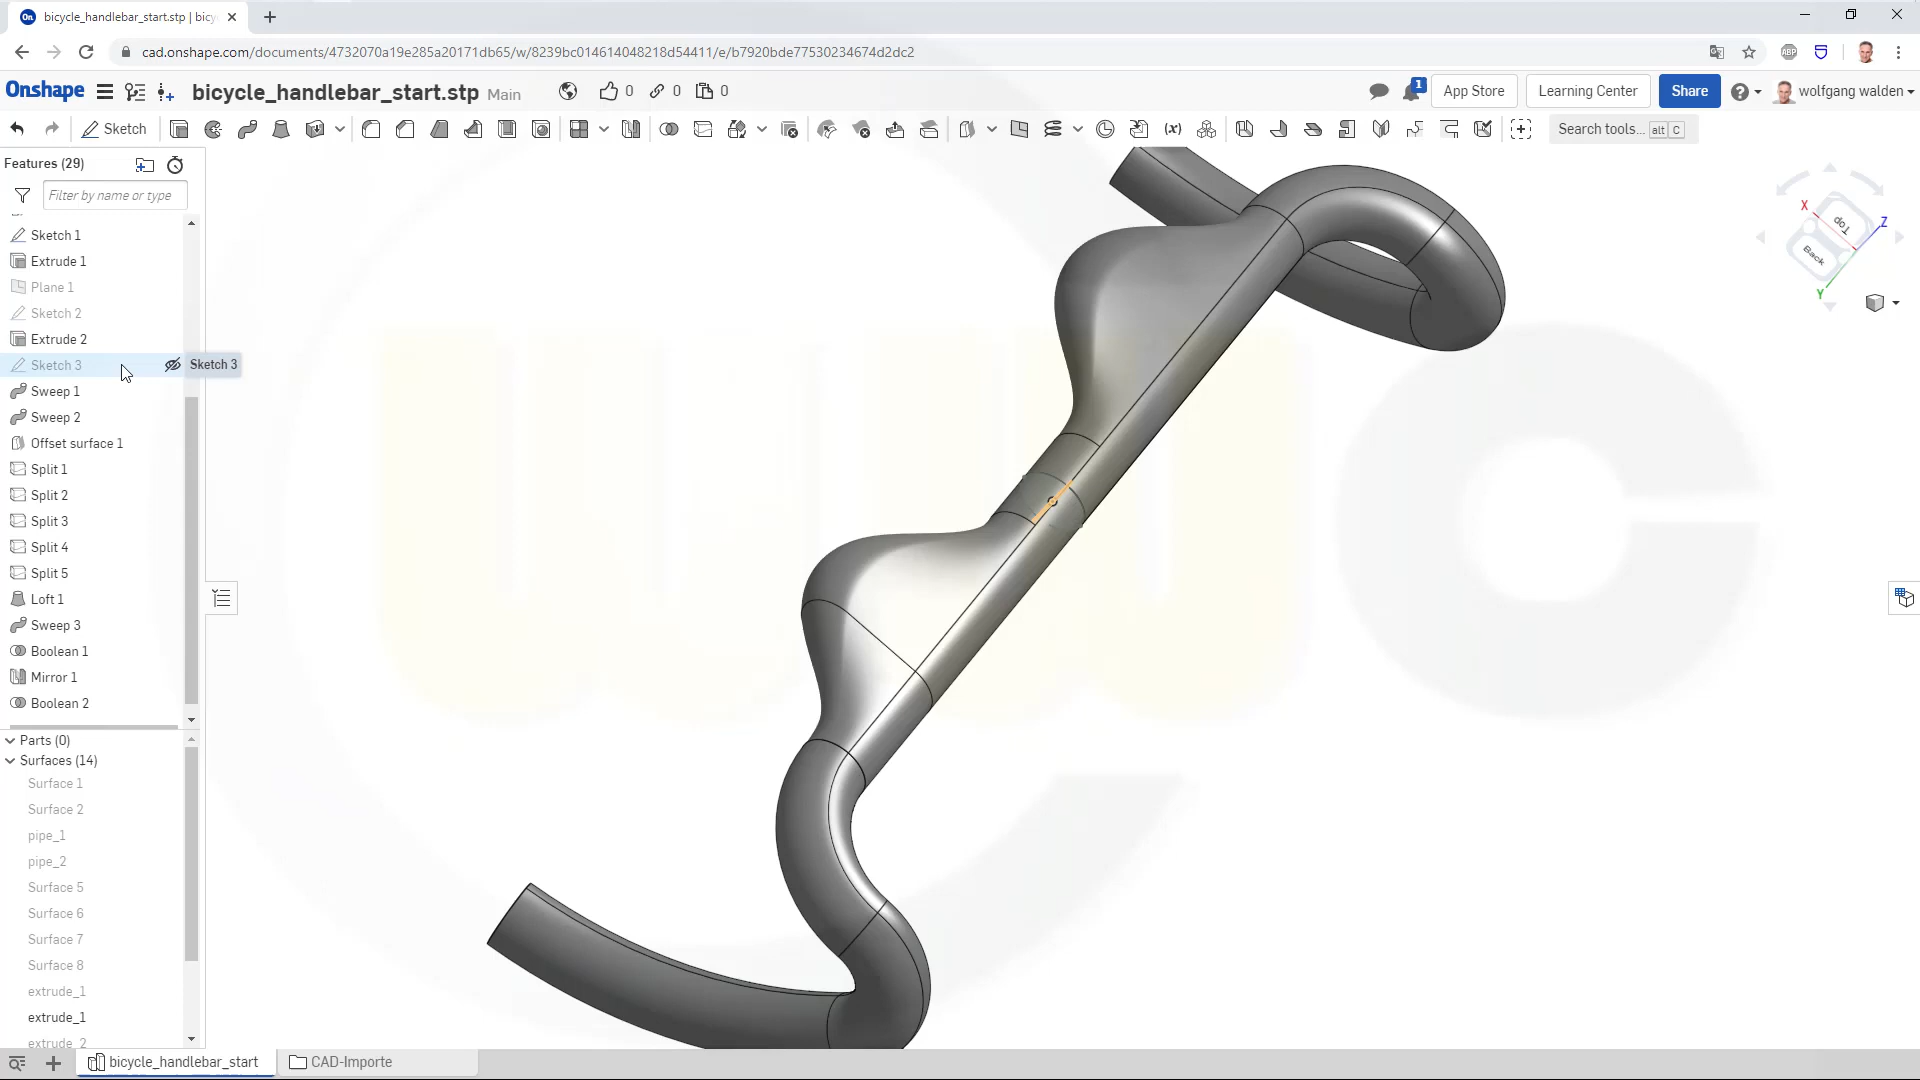 bicycle_handlebar_start.stp | bicy
cad.onshape.com/documents/4732070a19e285a20171db65/w/8239bc014614048218d54411/e/b7920bde77530234674d2dc2
ABP
Onshape
bicycle_handlebar_start.stp Main
0 0 0
1
App Store
Learning Center
Share
wolfgang walden
Sketch
(x)
Search tools... alt C
Features (29)
Filter by name or type
Sketch 1
Extrude 1
Plane 1
Sketch 2
Extrude 2
Sketch 3
Sketch 3
Sweep 1
Sweep 2
Offset surface 1
Split 1
Split 2
Split 3
Split 4
Split 5
Loft 1
Sweep 3
Boolean 1
Mirror 1
Boolean 2
Parts (0)
Surfaces (14)
Surface 1
Surface 2
pipe_1
pipe_2
Surface 5
Surface 6
Surface 7
Surface 8
extrude_1
extrude_1
extrude_2
X
Top
Z
Back
Y
bicycle_handlebar_start
CAD-Importe